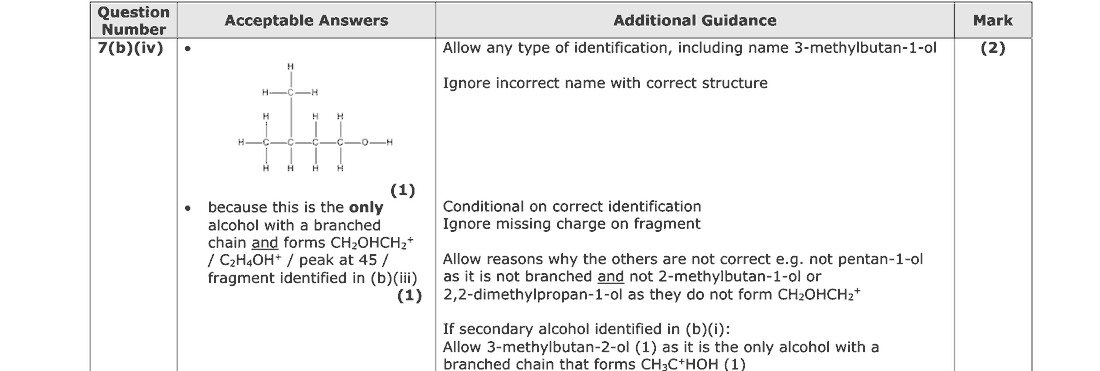 Question Number
Acceptable Answers
Additional Guidance
Mark
7(b)(iv)
•
H
H—C—H
H H H
H—C—C—C—C—O—H
H H H H
(1)
• because this is the only
alcohol with a branched
chain and forms CH₂OHCH₂⁺
/ C₂H₄OH⁺ / peak at 45 /
fragment identified in (b)(iii)
(1)
Allow any type of identification, including name 3-methylbutan-1-ol
Ignore incorrect name with correct structure
Conditional on correct identification
Ignore missing charge on fragment
Allow reasons why the others are not correct e.g. not pentan-1-ol
as it is not branched and not 2-methylbutan-1-ol or
2,2-dimethylpropan-1-ol as they do not form CH₂OHCH₂⁺
If secondary alcohol identified in (b)(i):
Allow 3-methylbutan-2-ol (1) as it is the only alcohol with a
branched chain that forms CH₃C⁺HOH (1)
(2)